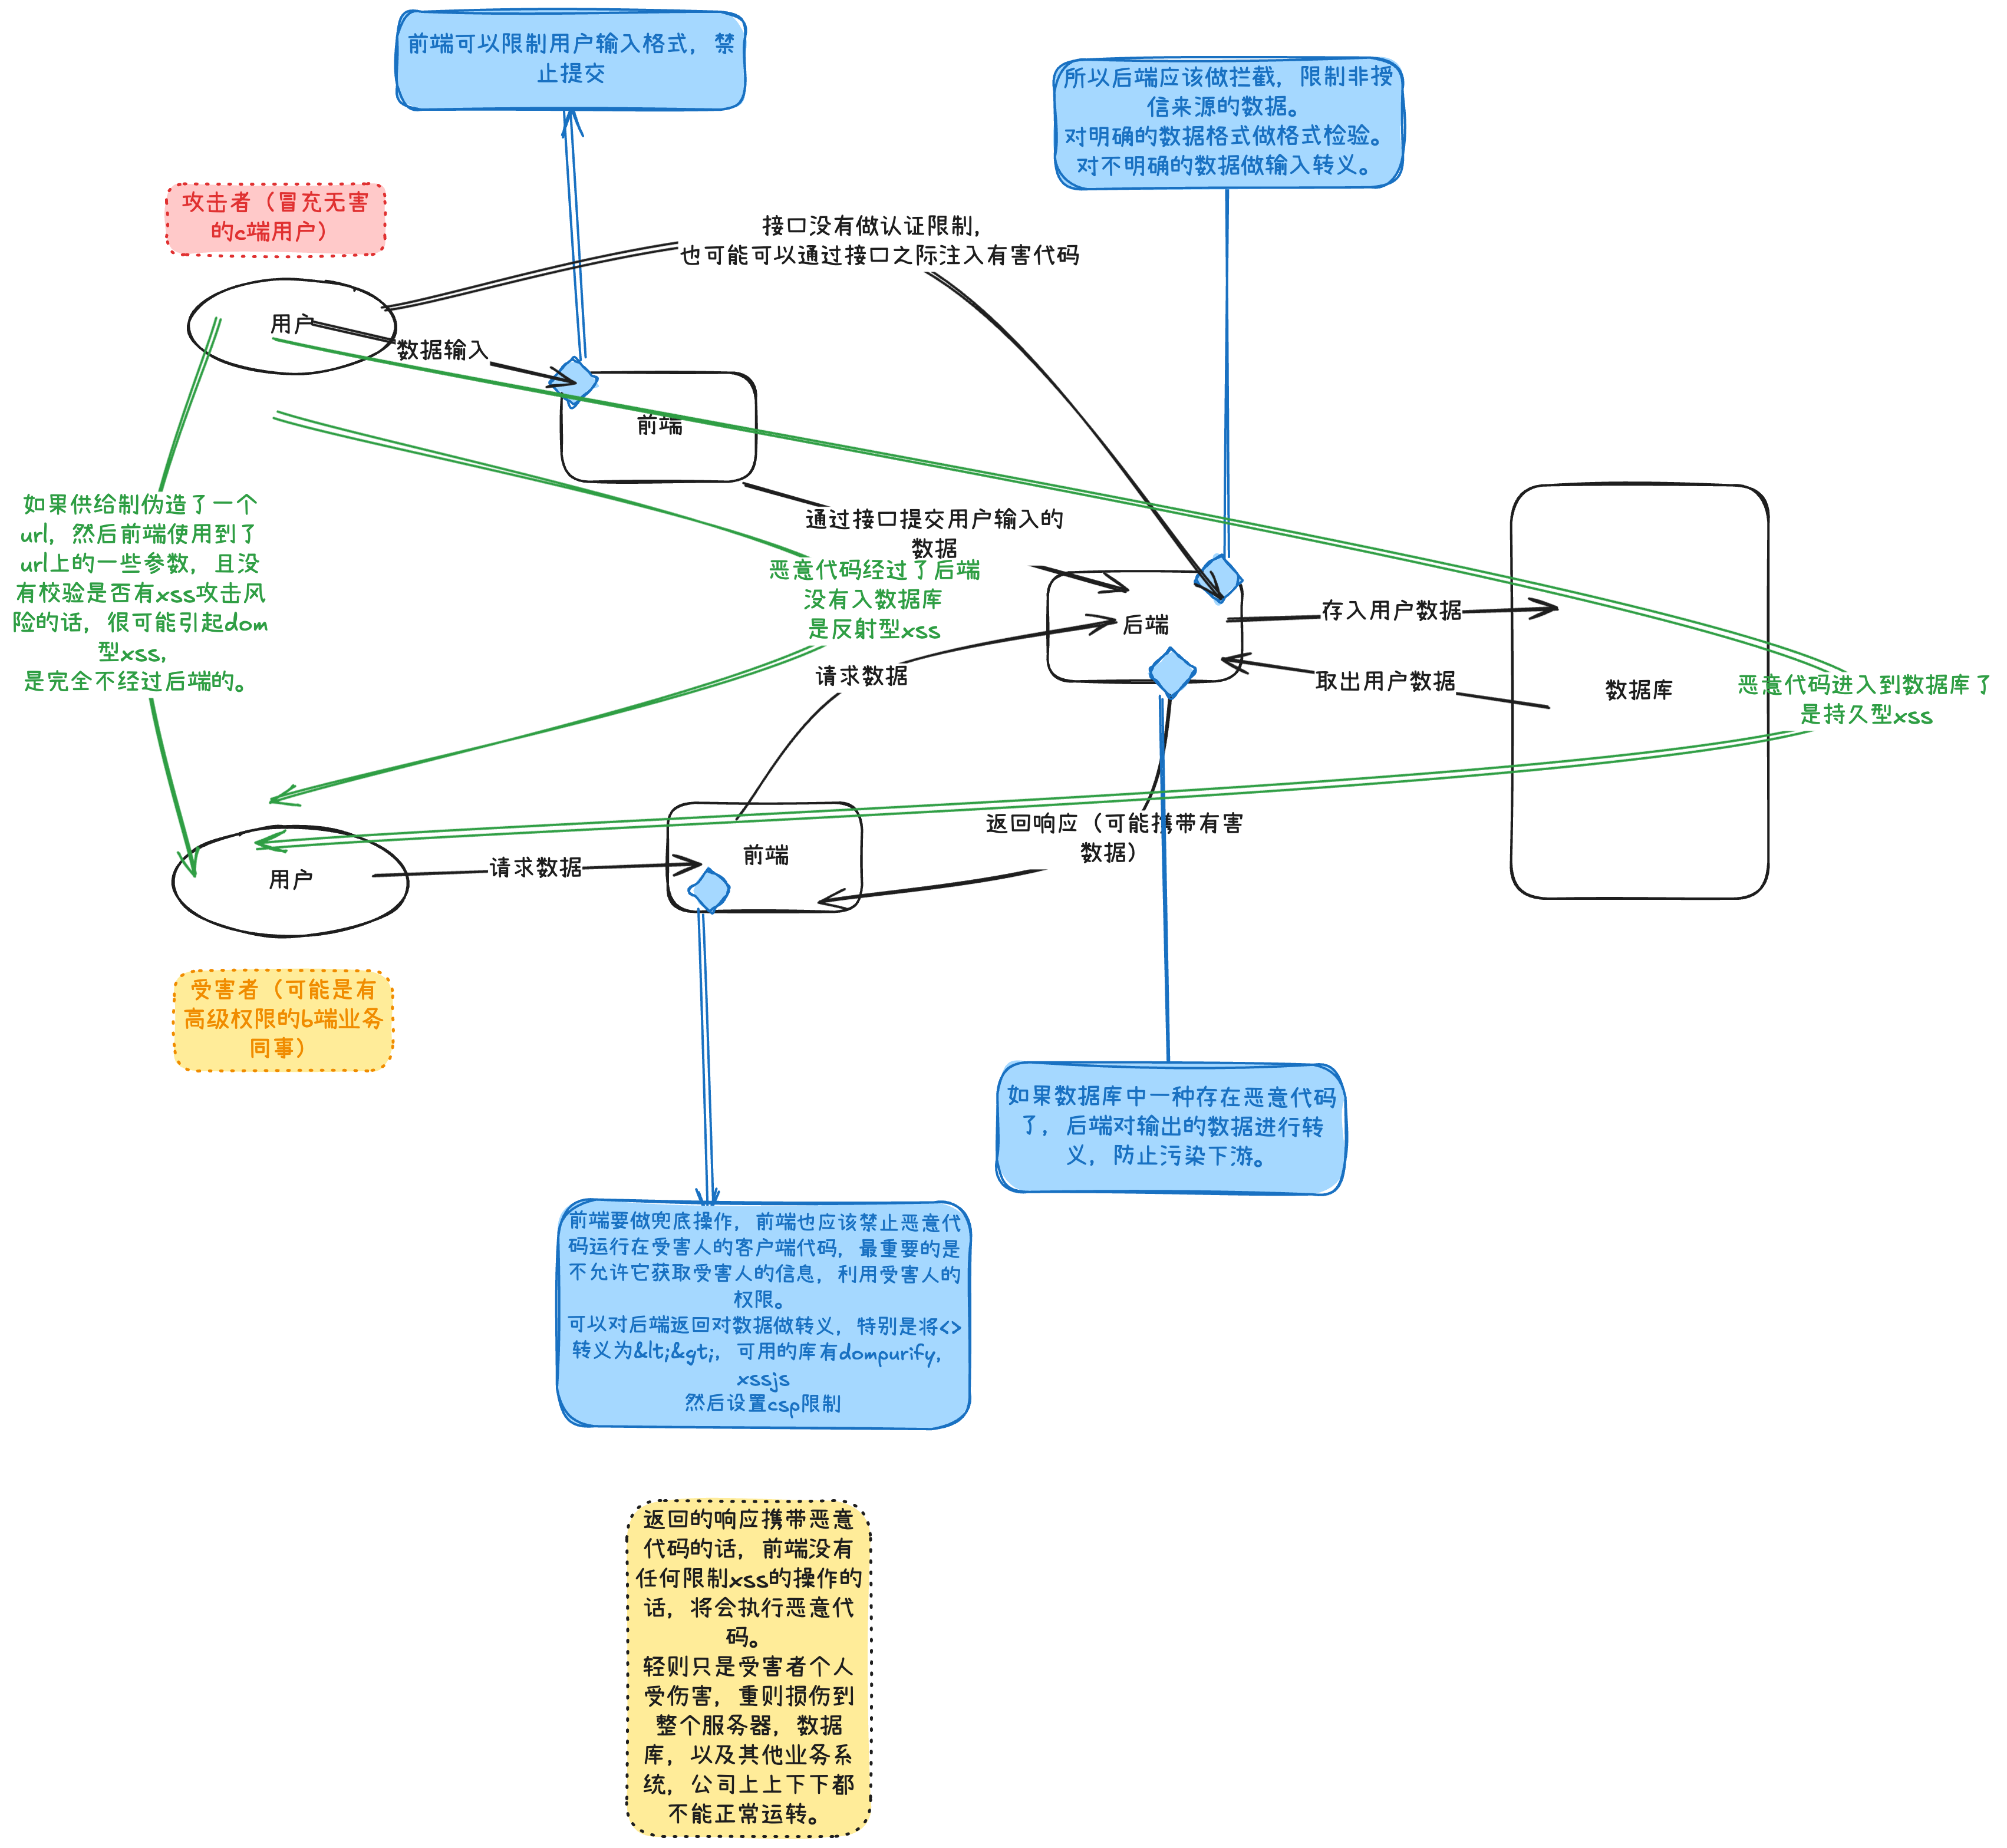 前端可以限制用户输入格式，禁
止提交
所以后端应该做拦截，限制非授
信来源的数据。
对明确的数据格式做格式检验。
对不明确的数据做输入转义。
攻击者（冒充无害
的c端用户）
接口没有做认证限制，
也可能可以通过接口之际注入有害代码
用户
数据输入
前端
如果供给制伪造了一个
url，然后前端使用到了
url上的一些参数，且没
有校验是否有xss攻击风
险的话，很可能引起dom
型xss，
是完全不经过后端的。
通过接口提交用户输入的
数据
恶意代码经过了后端
没有入数据库
是反射型xss
后端
存入用户数据
取出用户数据
数据库
恶意代码进入到数据库了
是持久型xss
请求数据
返回响应（可能携带有害
数据）
用户
请求数据
前端
受害者（可能是有
高级权限的b端业务
同事）
如果数据库中一种存在恶意代码
了，后端对输出的数据进行转
义，防止污染下游。
前端要做兜底操作，前端也应该禁止恶意代
码运行在受害人的客户端代码，最重要的是
不允许它获取受害人的信息，利用受害人的
权限。
可以对后端返回对数据做转义，特别是将<>
转义为&lt;&gt;，可用的库有dompurify，
xssjs
然后设置csp限制
返回的响应携带恶意
代码的话，前端没有
任何限制xss的操作的
话，将会执行恶意代
码。
轻则只是受害者个人
受伤害，重则损伤到
整个服务器，数据
库，以及其他业务系
统，公司上上下下都
不能正常运转。